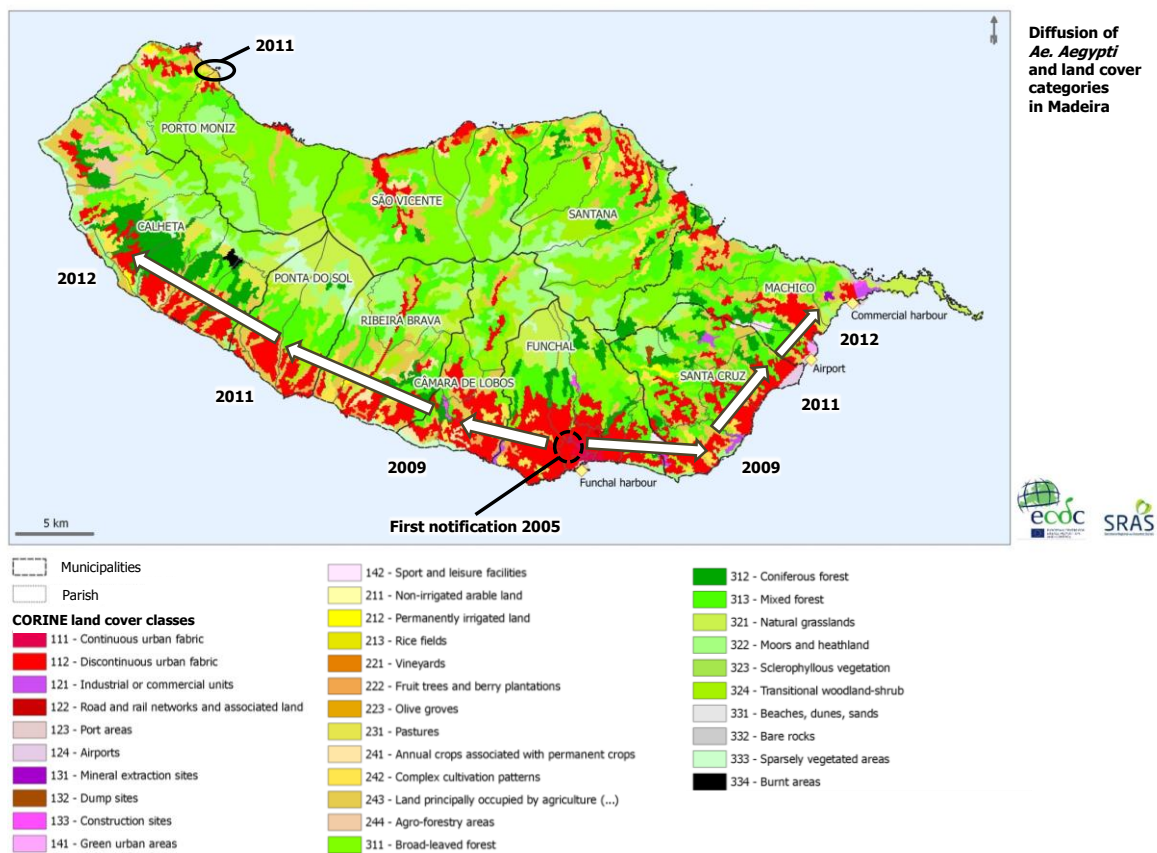 Diffusion of
Ae. Aegypti
and land cover
categories
in Madeira
2011
PORTO MONIZ
SÃO VICENTE
SANTANA
CALHETA
2012
PONTA DO SOL
MACHICO
Commercial harbour
RIBEIRA BRAVA
FUNCHAL
2012
Airport
CÂMARA DE LOBOS
SANTA CRUZ
2011
2011
2009
2009
Funchal harbour
First notification 2005
5 km
ecdc
SRAS
Municipalities
Parish
CORINE land cover classes
111 - Continuous urban fabric
112 - Discontinuous urban fabric
121 - Industrial or commercial units
122 - Road and rail networks and associated land
123 - Port areas
124 - Airports
131 - Mineral extraction sites
132 - Dump sites
133 - Construction sites
141 - Green urban areas
142 - Sport and leisure facilities
211 - Non-irrigated arable land
212 - Permanently irrigated land
213 - Rice fields
221 - Vineyards
222 - Fruit trees and berry plantations
223 - Olive groves
231 - Pastures
241 - Annual crops associated with permanent crops
242 - Complex cultivation patterns
243 - Land principally occupied by agriculture (...)
244 - Agro-forestry areas
311 - Broad-leaved forest
312 - Coniferous forest
313 - Mixed forest
321 - Natural grasslands
322 - Moors and heathland
323 - Sclerophyllous vegetation
324 - Transitional woodland-shrub
331 - Beaches, dunes, sands
332 - Bare rocks
333 - Sparsely vegetated areas
334 - Burnt areas